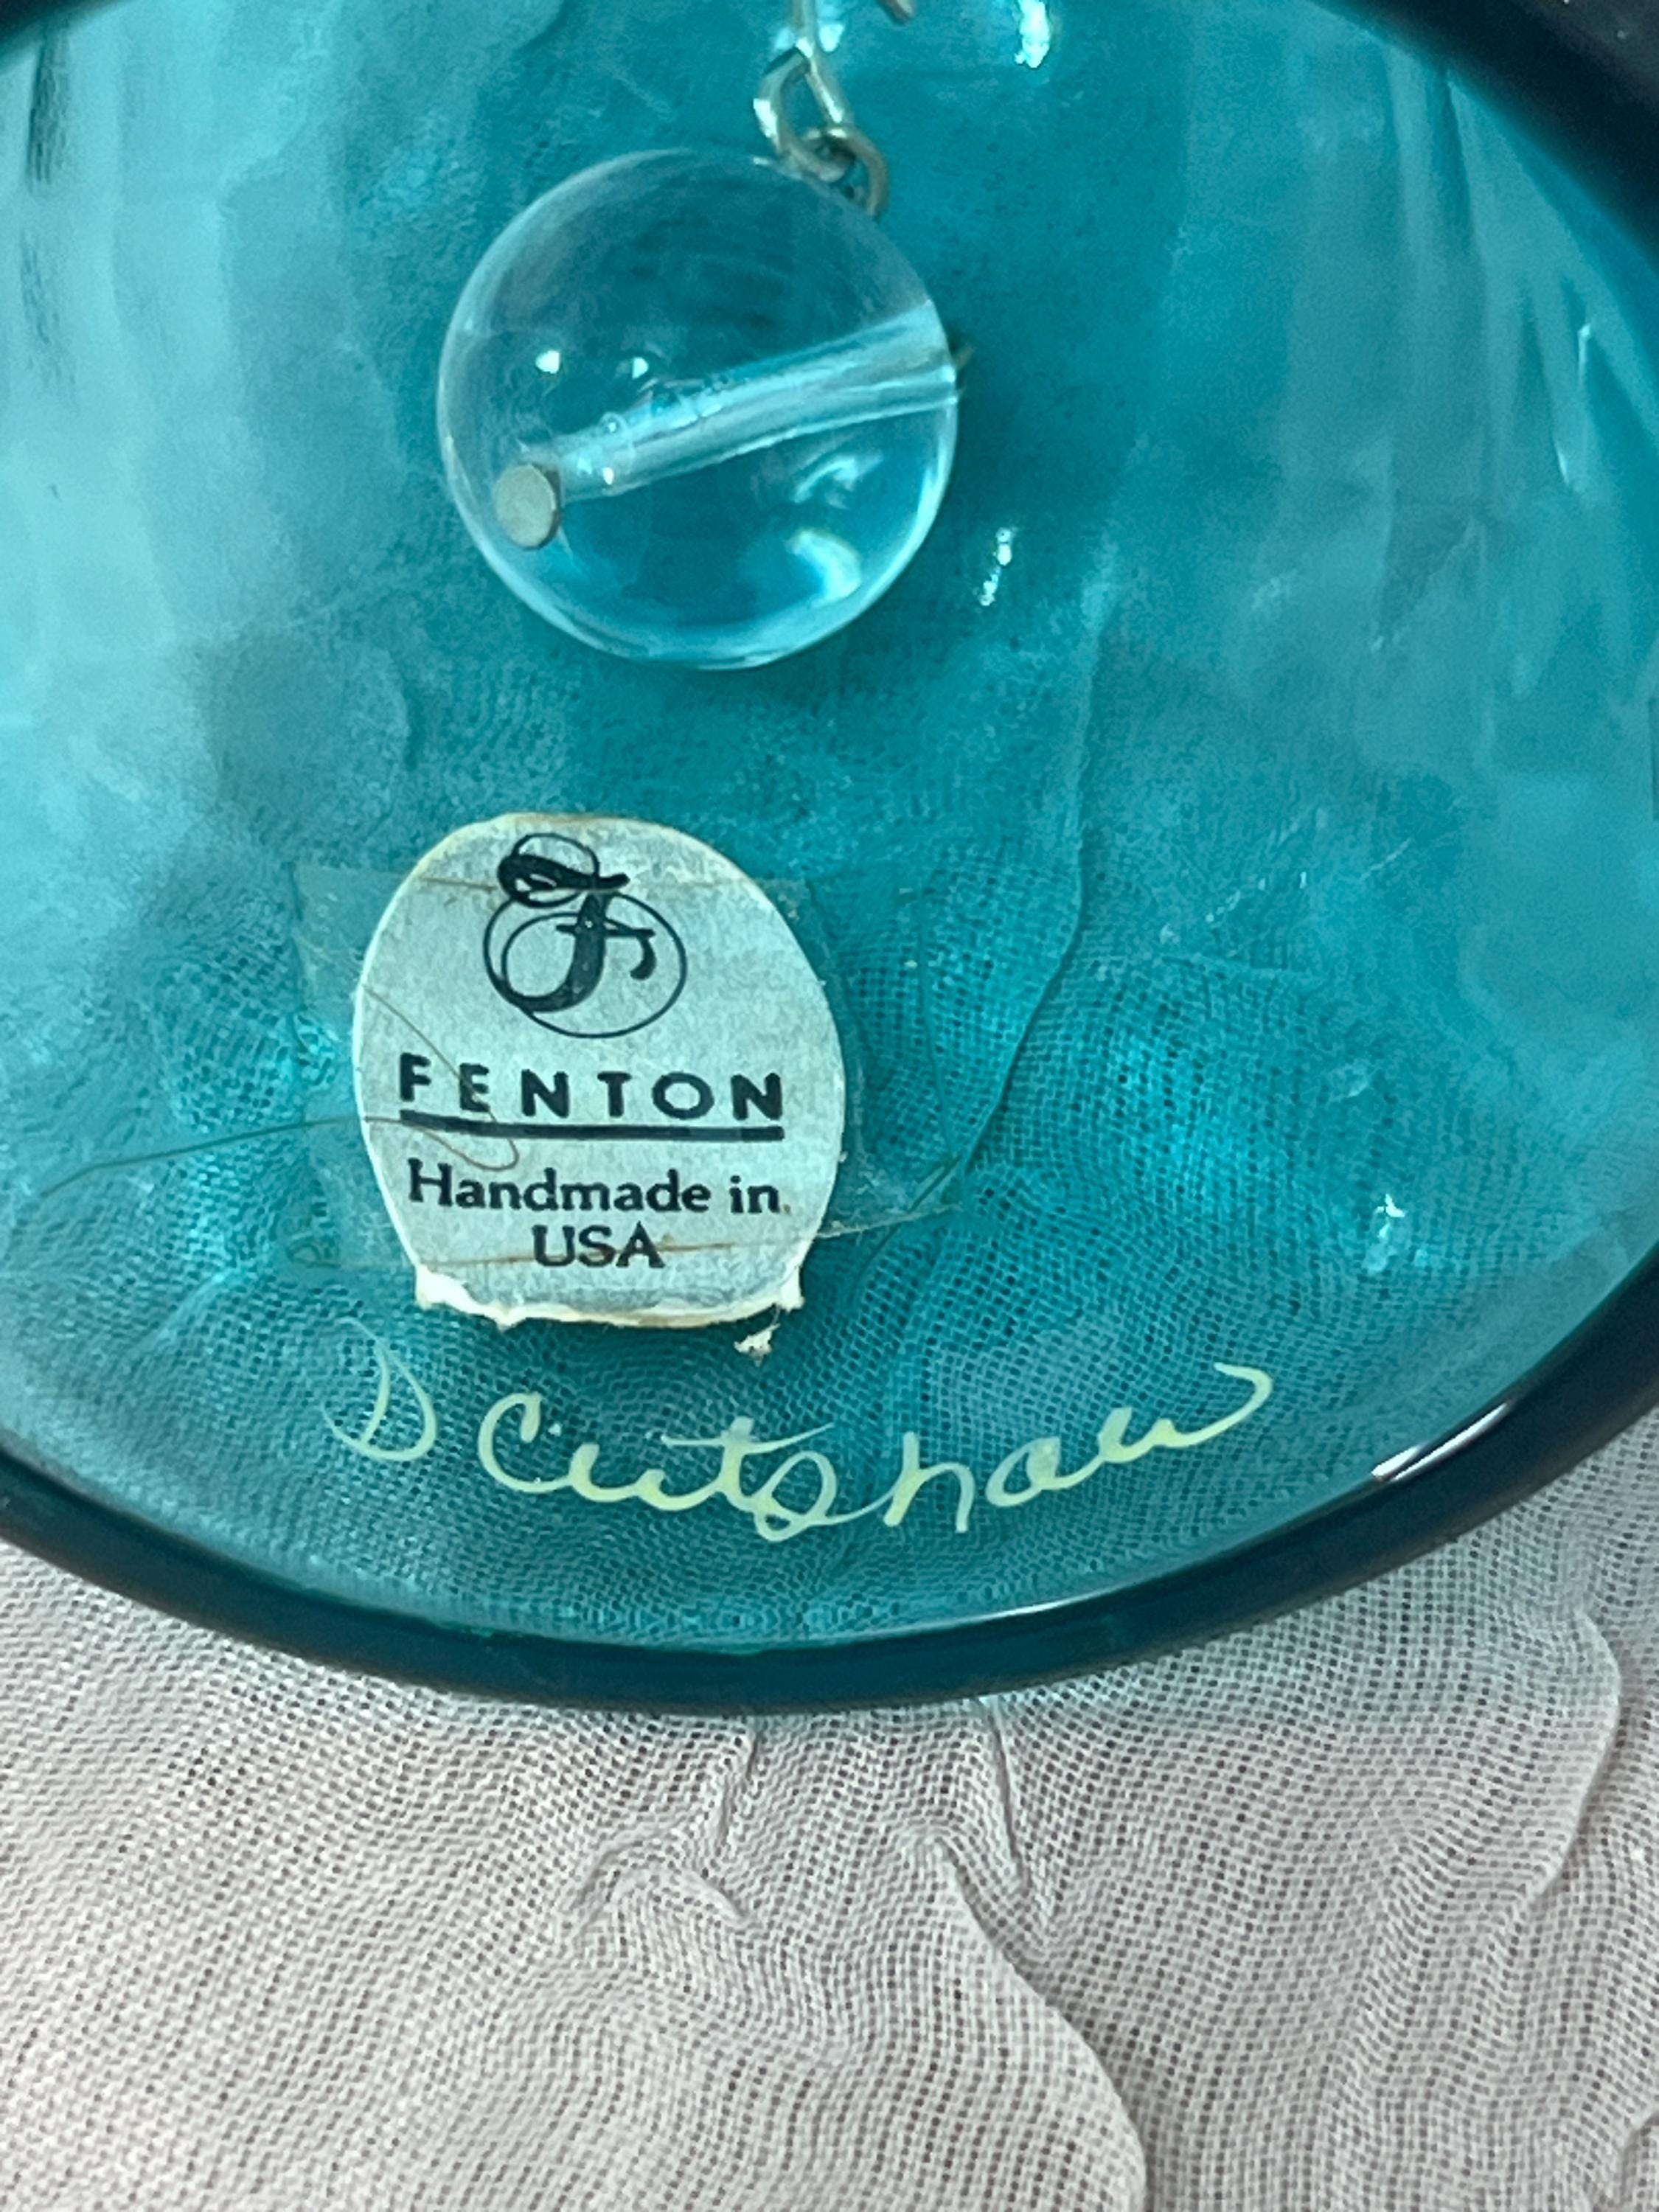 F
FENTON
Handmade in
USA
D Cutshaw